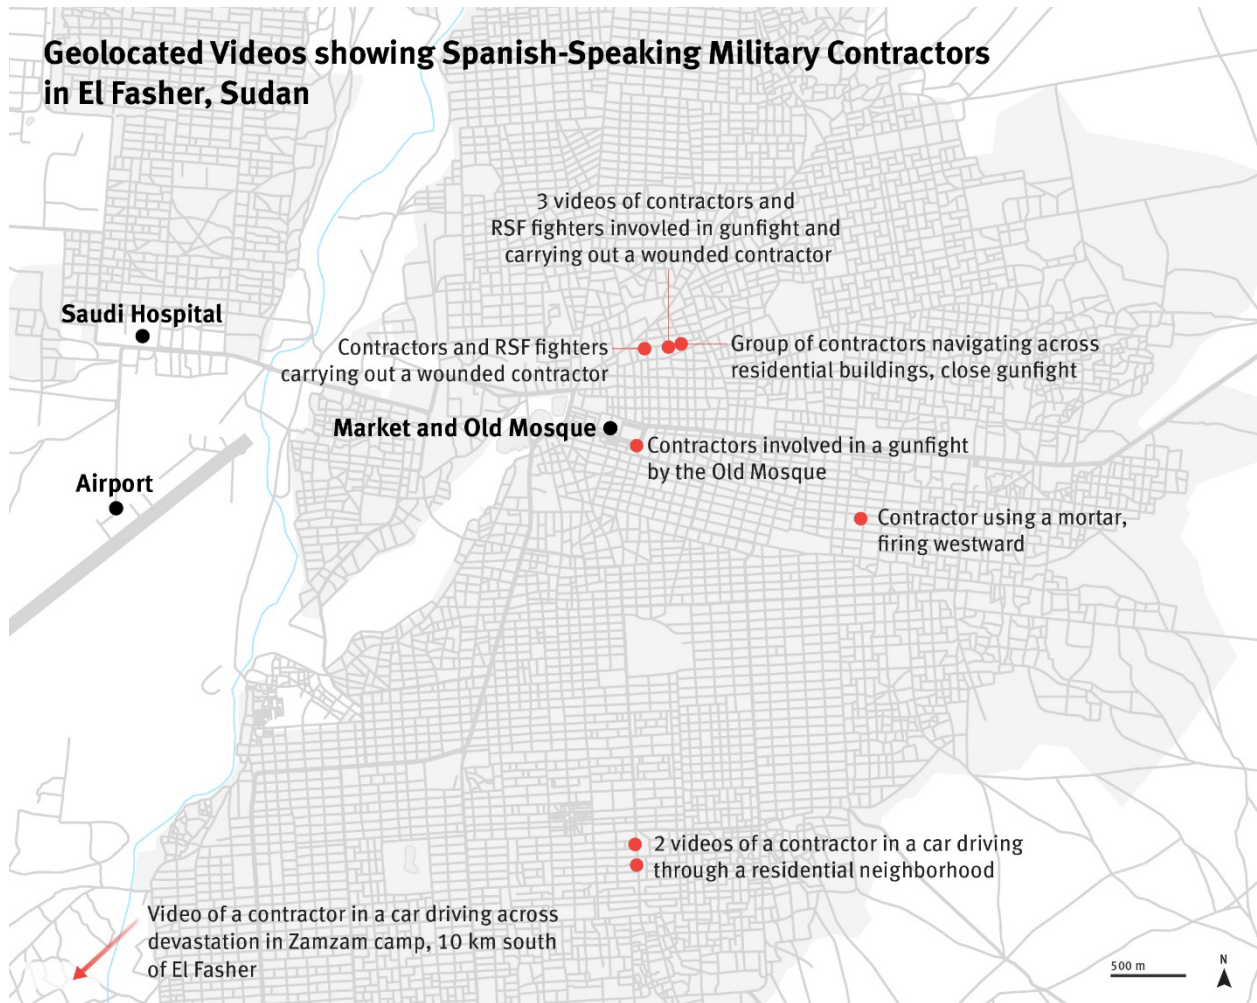 Geolocated Videos showing Spanish-Speaking Military Contractors
in El Fasher, Sudan
3 videos of contractors and
RSF fighters invovled in gunfight and
carrying out a wounded contractor
Saudi Hospital
Contractors and RSF fighters
carrying out a wounded contractor
Group of contractors navigating across
residential buildings, close gunfight
Market and Old Mosque
Contractors involved in a gunfight
by the Old Mosque
Airport
Contractor using a mortar,
firing westward
2 videos of a contractor in a car driving
through a residential neighborhood
Video of a contractor in a car driving across
devastation in Zamzam camp, 10 km south
of El Fasher
500 m
N